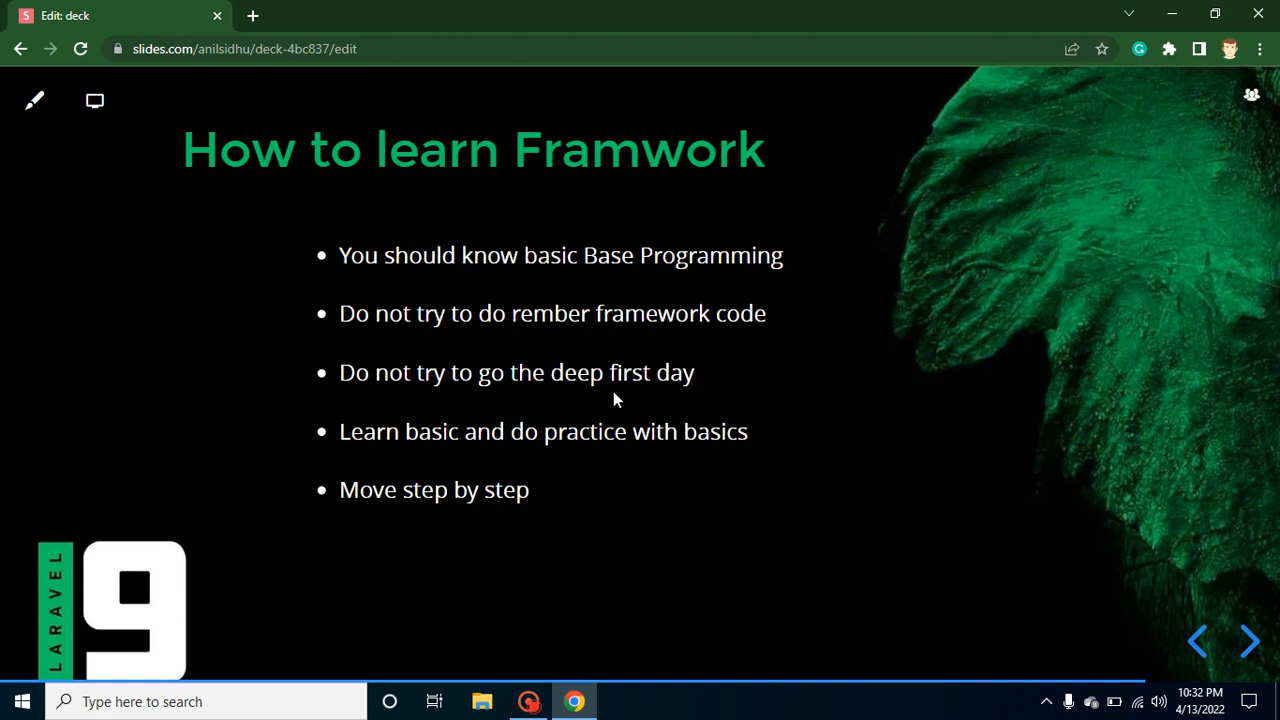 Edit: deck
slides.com/anilsidhu/deck-4bc837/edit
How to learn Framwork
You should know basic Base Programming
Do not try to do rember framework code
Do not try to go the deep first day
Learn basic and do practice with basics
Move step by step
LARAVEL
9
Type here to search
10:32 PM
4/13/2022